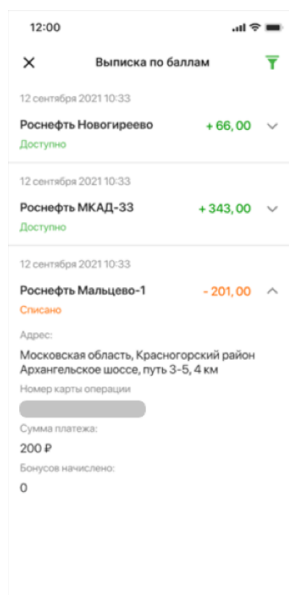 12:00
Выписка по баллам
12 сентября 2021 10:33
Роснефть Новогиреево + 66, 00
Доступно
12 сентября 2021 10:33
Роснефть МКАД-33 + 343, 00
Доступно
12 сентября 2021 10:33
Роснефть Мальцево-1 - 201, 00
Списано
Адрес:
Московская область, Красногорский район
Архангельское шоссе, путь 3-5, 4 км
Номер карты операции
Сумма платежа:
200 ₽
Бонусов начислено:
0